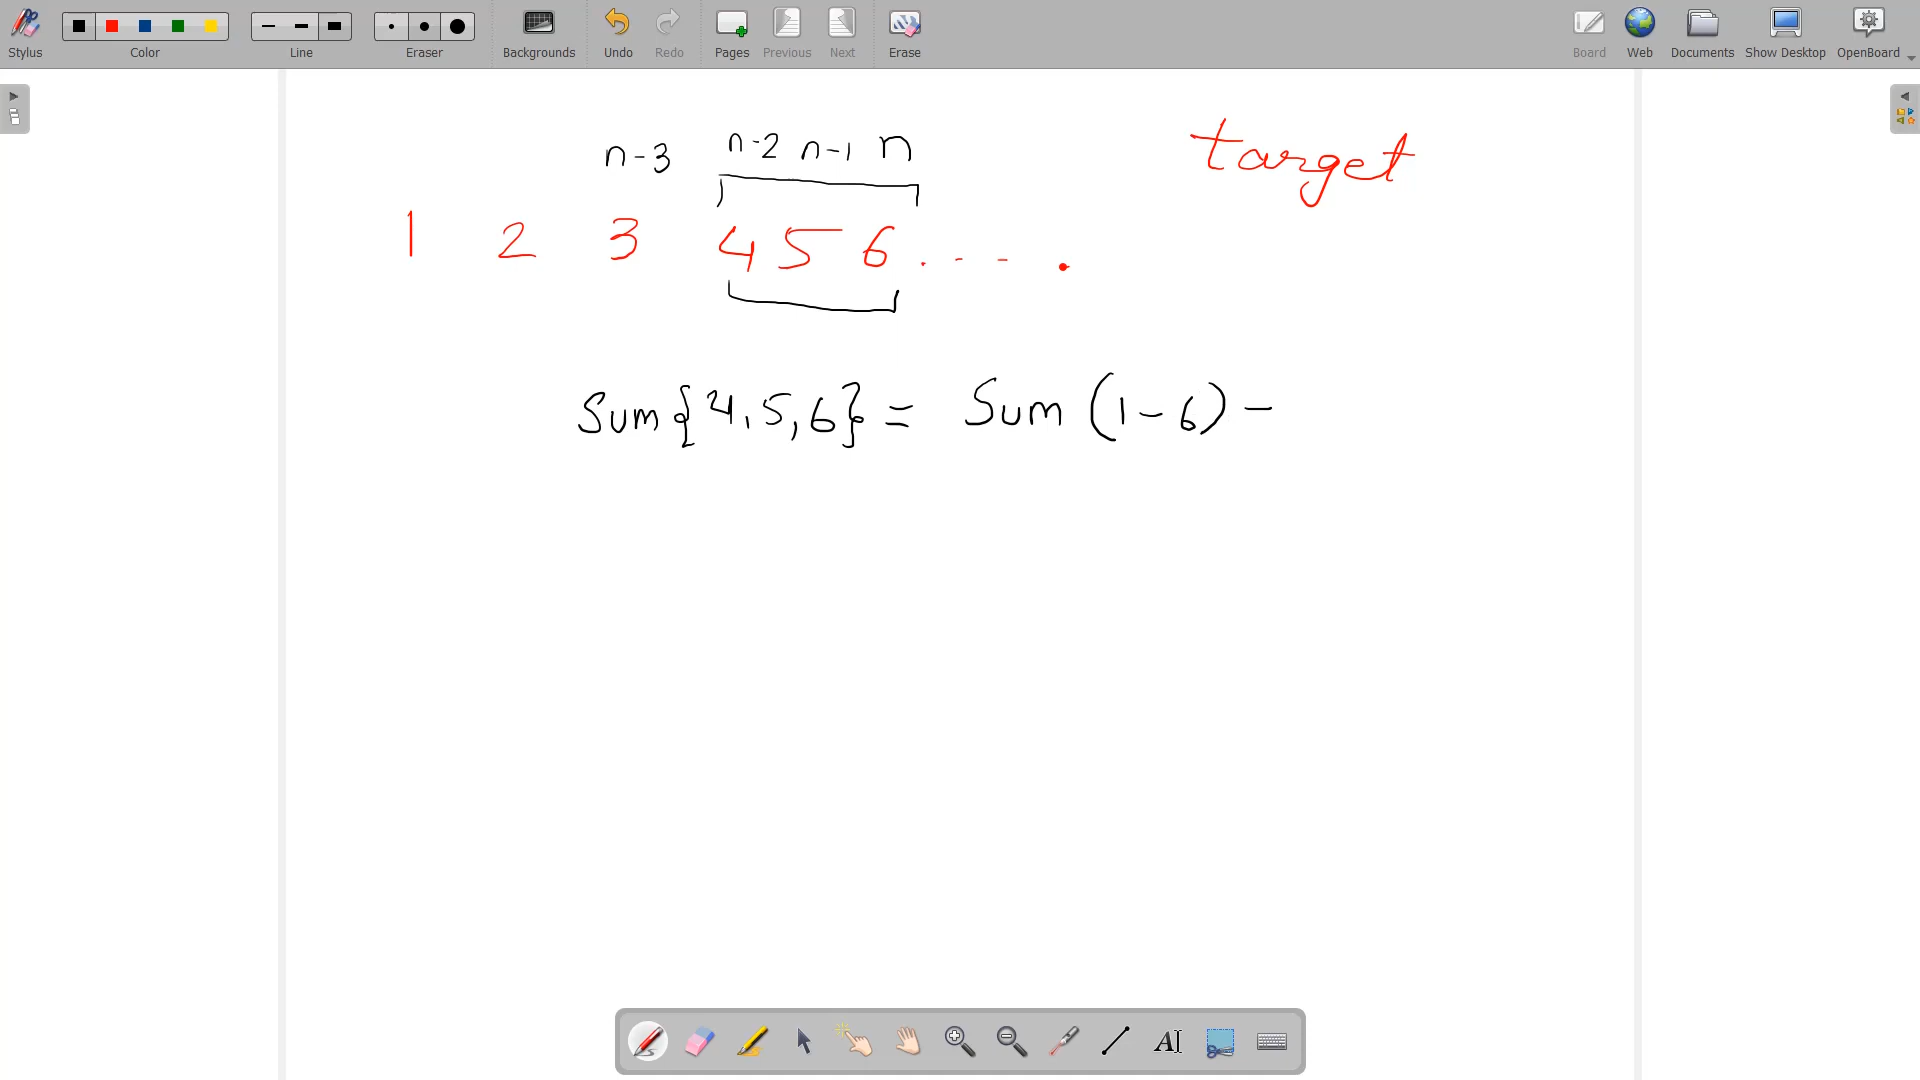 Stylus Color Line Eraser Backgrounds Undo Redo Pages Previous Next Erase Board Web Documents Show Desktop OpenBoard
n-3 n-2 n-1 n target
1 2 3 4 5 6 . - - .
Sum{4,5,6} = Sum (1-6) -